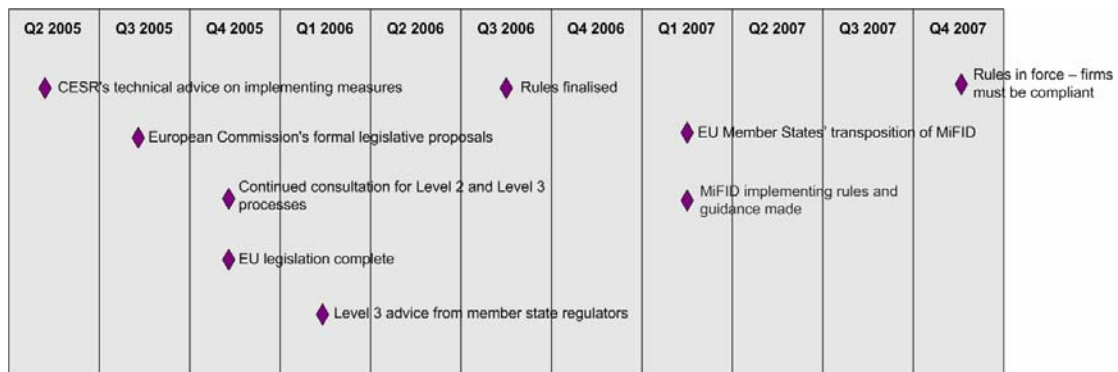 Q2 2005 Q3 2005 Q4 2005 Q1 2006 Q2 2006 Q3 2006 Q4 2006 Q1 2007 Q2 2007 Q3 2007 Q4 2007
CESR's technical advice on implementing measures
Rules finalised
Rules in force – firms
must be compliant
European Commission's formal legislative proposals
EU Member States' transposition of MiFID
Continued consultation for Level 2 and Level 3
processes
MiFID implementing rules and
guidance made
EU legislation complete
Level 3 advice from member state regulators